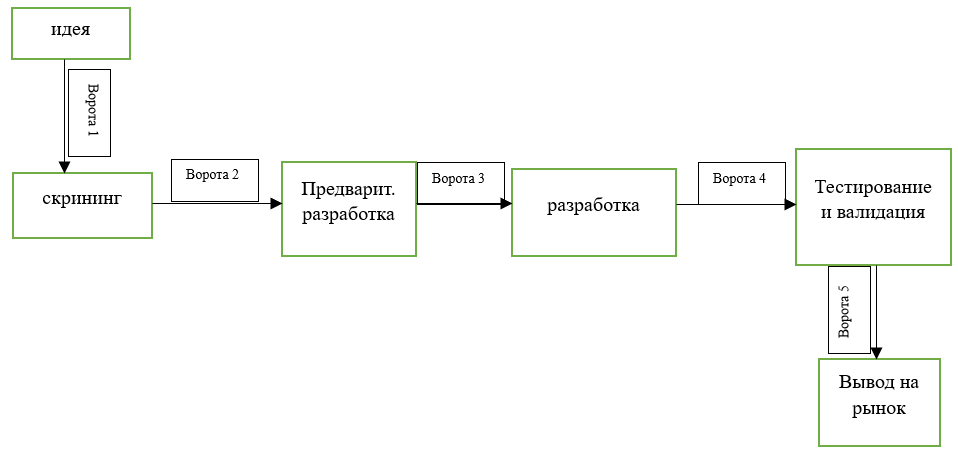 идея
Ворота 1
скрининг
Ворота 2
Предварит.
разработка
Ворота 3
разработка
Ворота 4
Тестирование
и валидация
Ворота 5
Вывод на
рынок